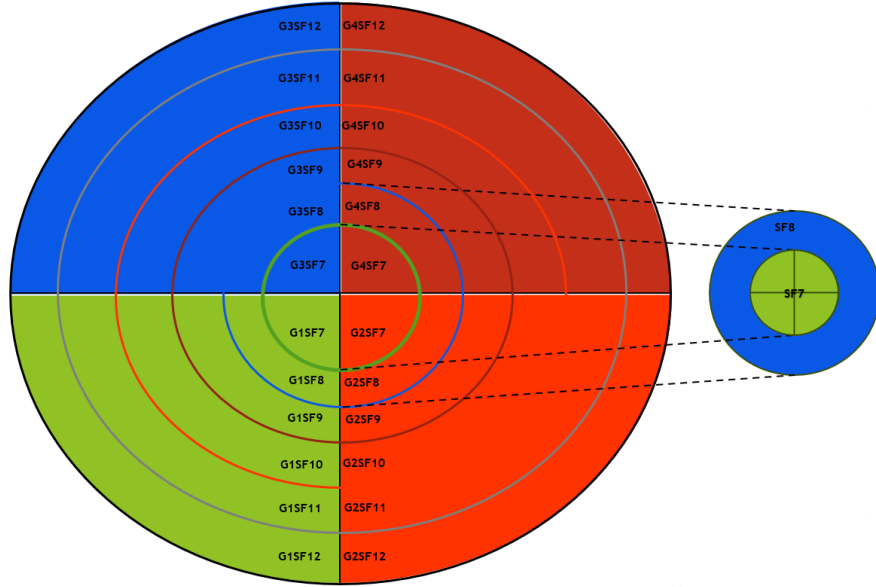 G3SF12 G4SF12
G3SF11 G4SF11
G3SF10 G4SF10
G3SF9 G4SF9
G3SF8 G4SF8
SF8
G3SF7 G4SF7
SF7
G1SF7 G2SF7
G1SF8 G2SF8
G1SF9 G2SF9
G1SF10 G2SF10
G1SF11 G2SF11
G1SF12 G2SF12